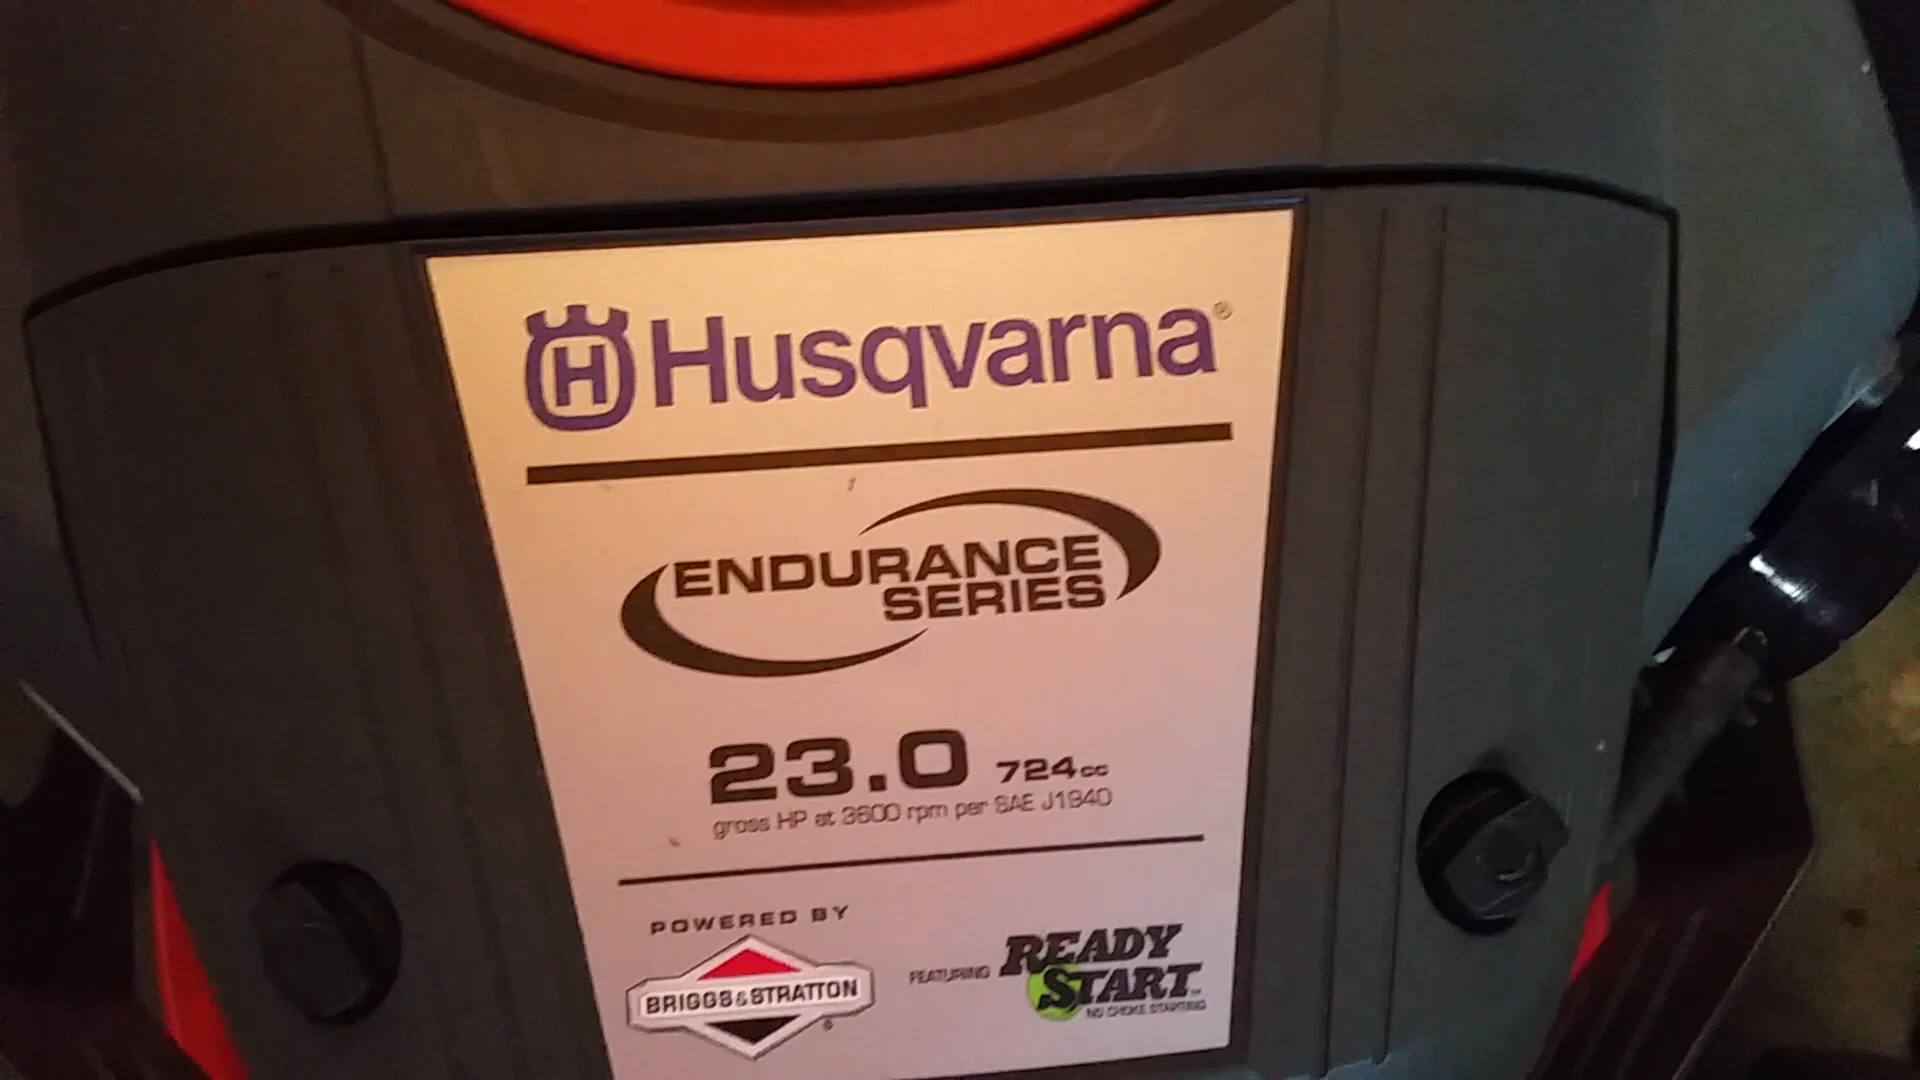 H Husqvarna®
ENDURANCE
SERIES
23.0 724cc
gross HP at 3600 rpm per SAE J1940
POWERED BY
BRIGGS&STRATTON®
FEATURING READY
START™
NO CHOKE STARTING